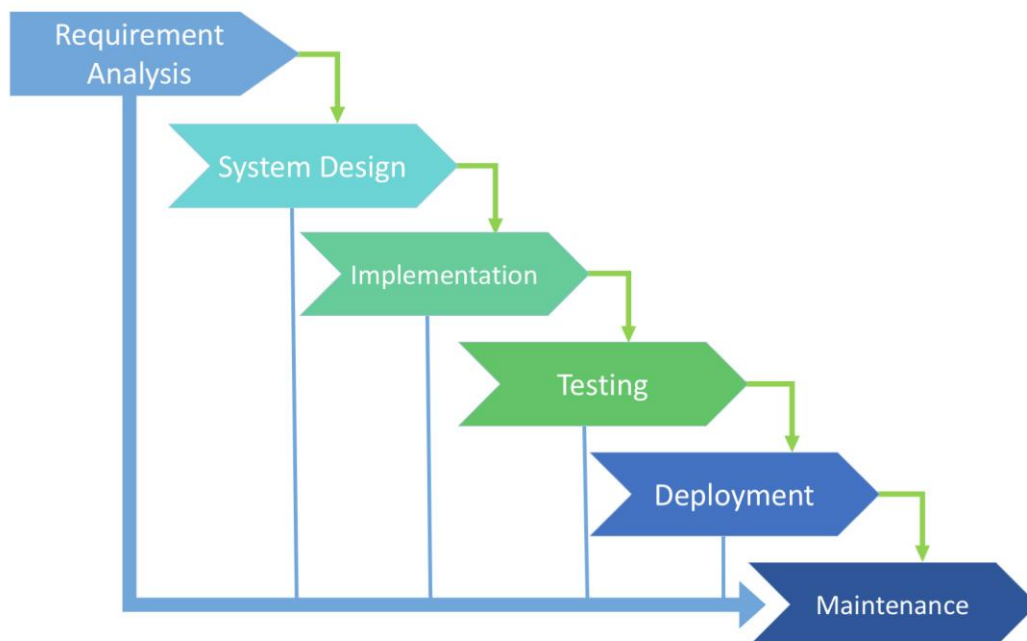 Requirement
Analysis
System Design
Implementation
Testing
Deployment
Maintenance